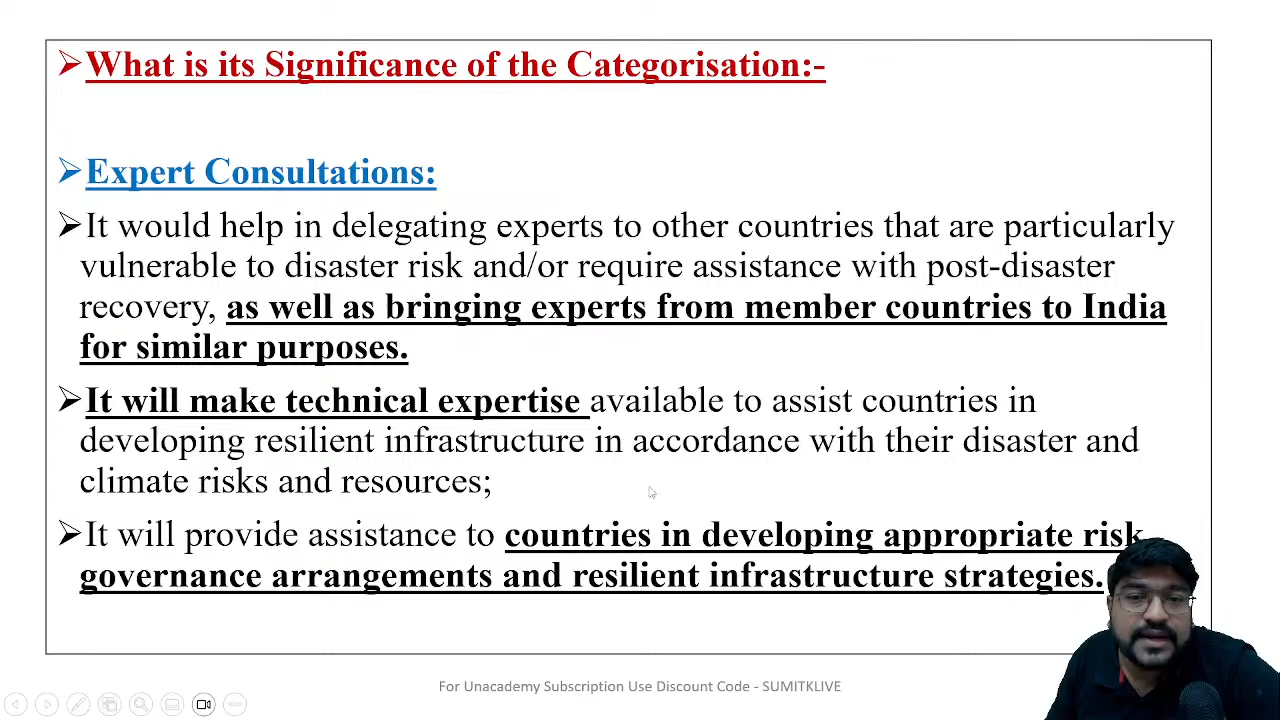 What is its Significance of the Categorisation:-
Expert Consultations:
It would help in delegating experts to other countries that are particularly
vulnerable to disaster risk and/or require assistance with post-disaster
recovery, as well as bringing experts from member countries to India
for similar purposes.
It will make technical expertise available to assist countries in
developing resilient infrastructure in accordance with their disaster and
climate risks and resources;
It will provide assistance to countries in developing appropriate risk
governance arrangements and resilient infrastructure strategies.
For Unacademy Subscription Use Discount Code - SUMITKLIVE